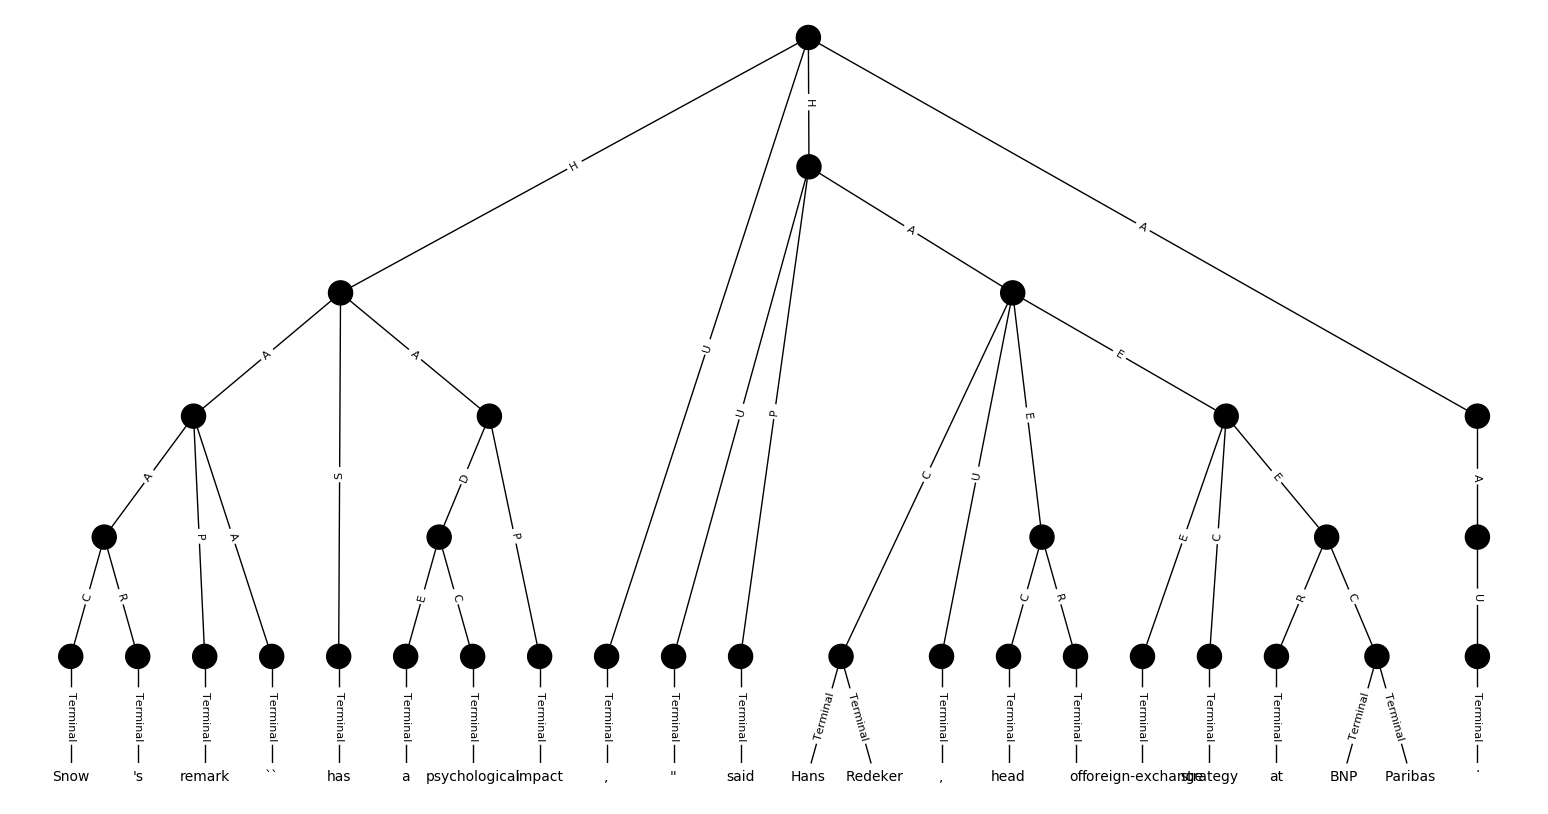 H
H
A
U
A
A
A
E
A
S
D
P
U
P
C
U
E
E
C
E
A
P
A
C
R
E
C
C
R
R
C
U
Terminal Terminal Terminal Terminal Terminal Terminal Terminal Terminal Terminal Terminal Terminal Terminal Terminal Terminal Terminal Terminal Terminal Terminal Terminal Terminal Terminal Terminal
Snow 's remark `` has a psychological impact , " said Hans Redeker , head of foreign-exchange strategy at BNP Paribas .